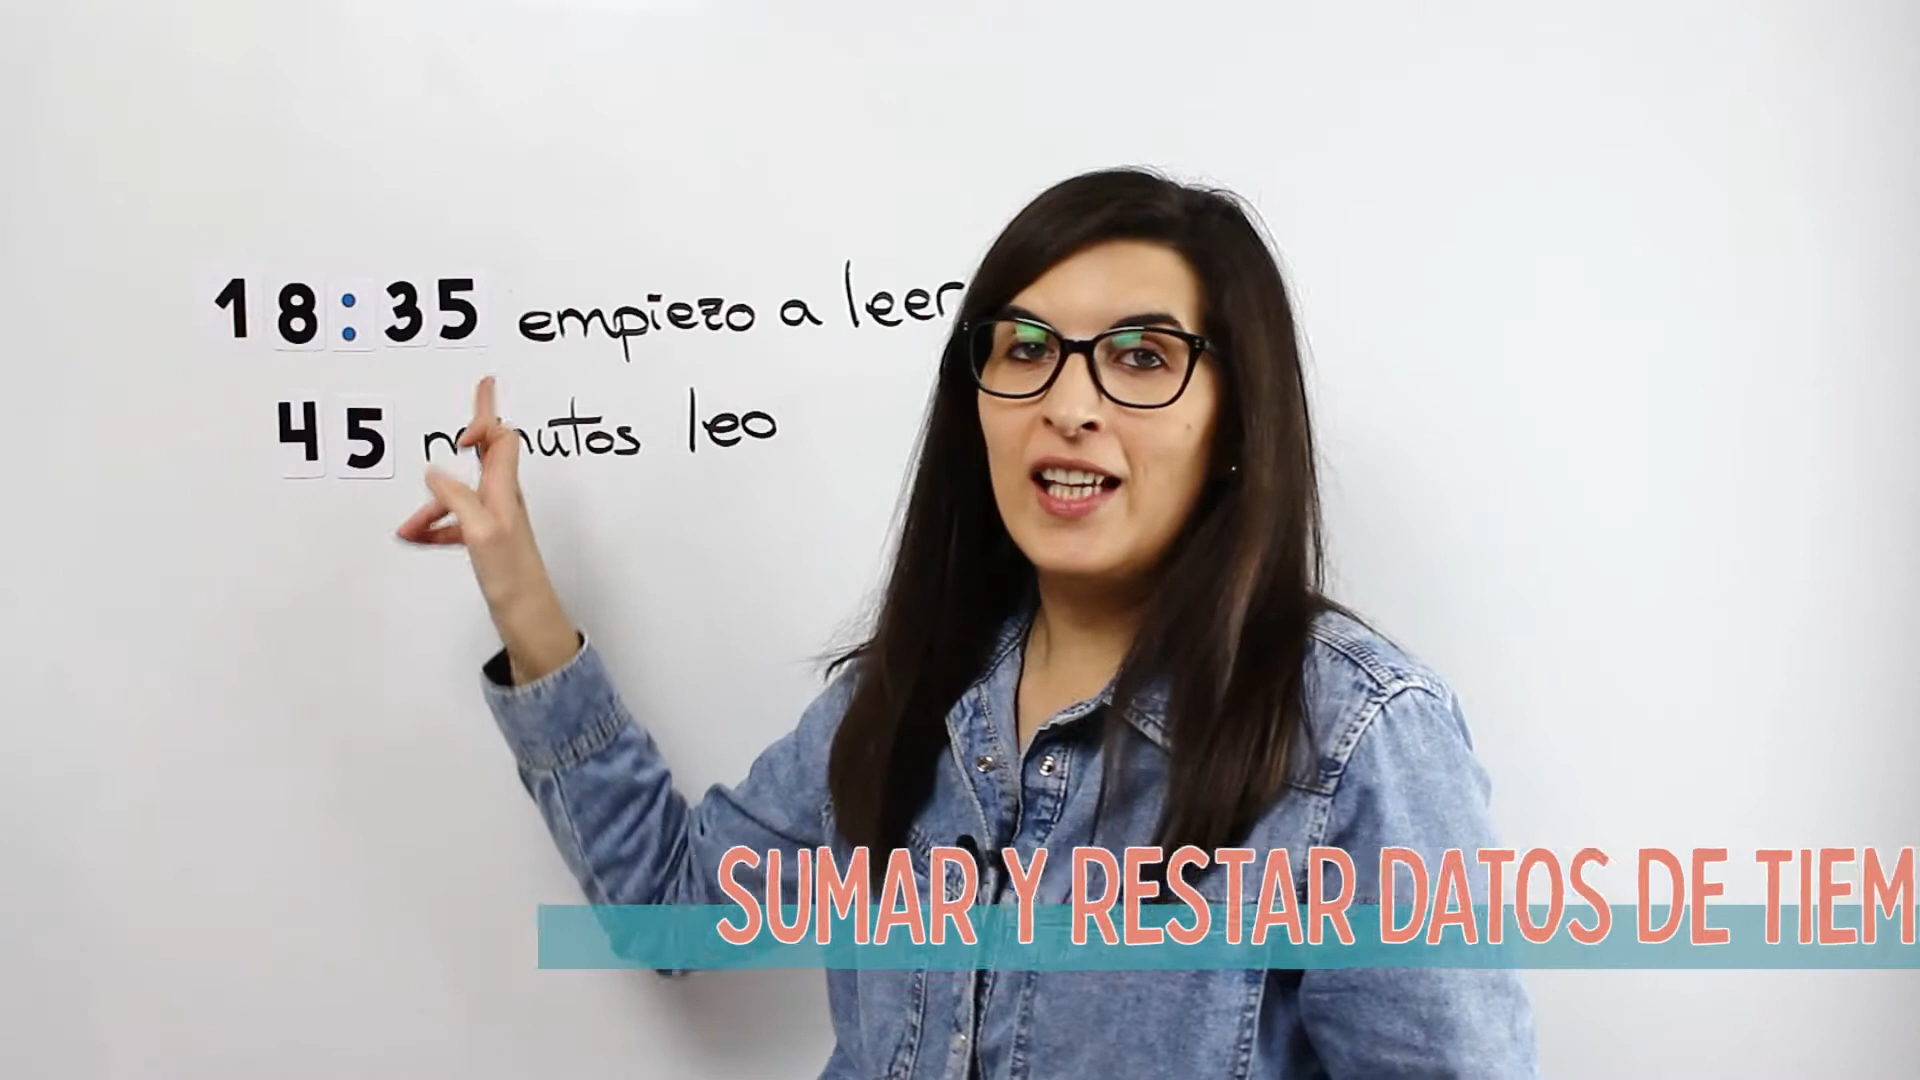 18:35 empiezo a leer
45 minutos leo
SUMAR Y RESTAR DATOS DE TIEM